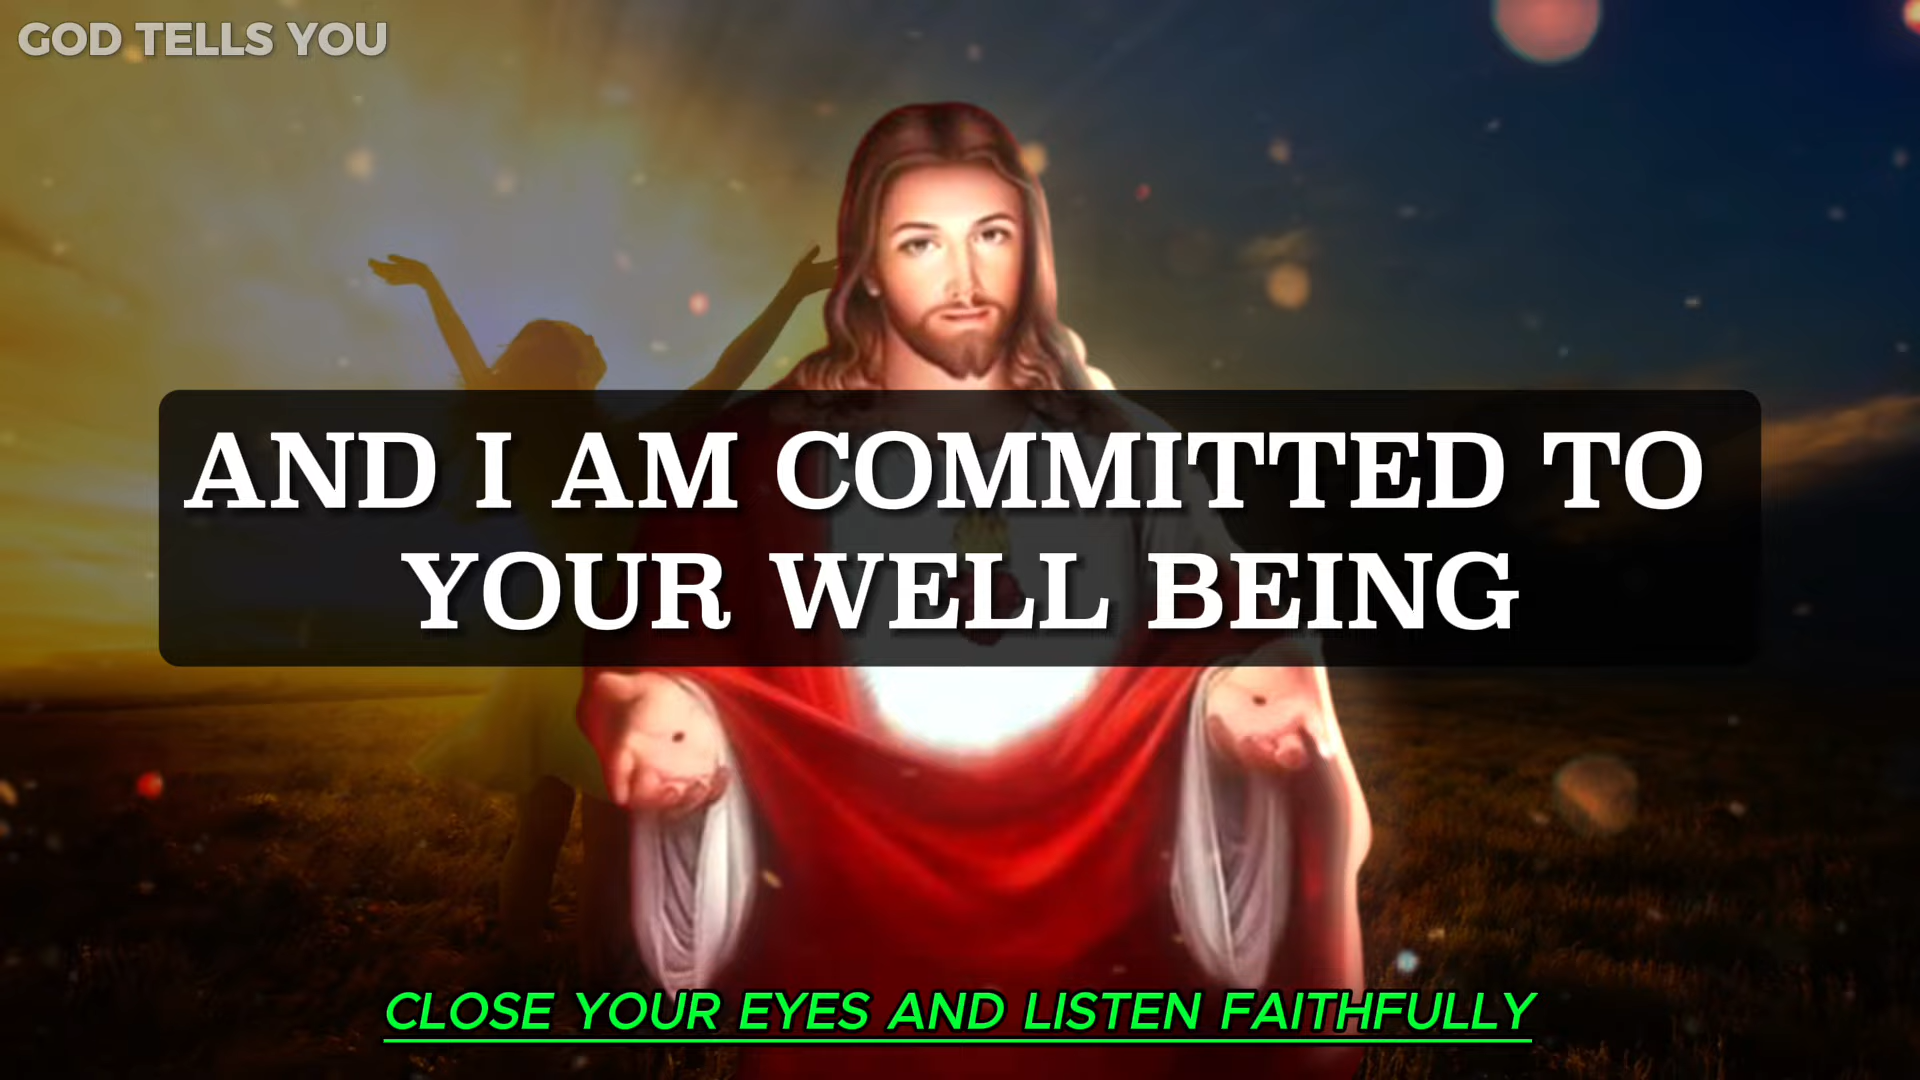 GOD TELLS YOU
AND I AM COMMITTED TO
YOUR WELL BEING
CLOSE YOUR EYES AND LISTEN FAITHFULLY